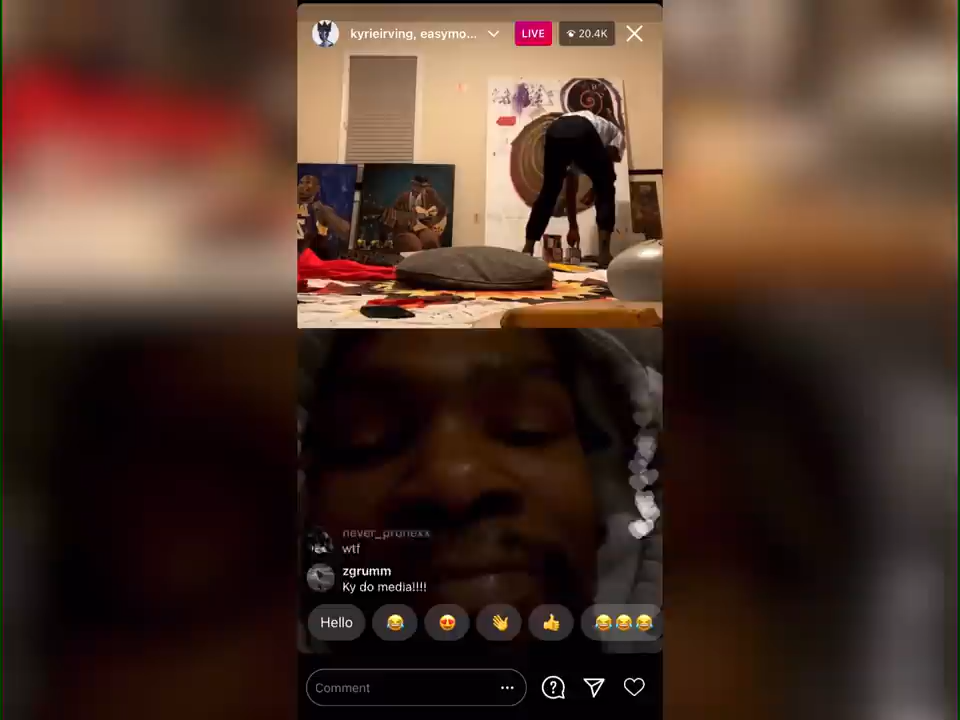 kyrieirving, easymo...
LIVE
20.4K
wtf
zgrumm
Ky do media!!!!
Hello
Comment